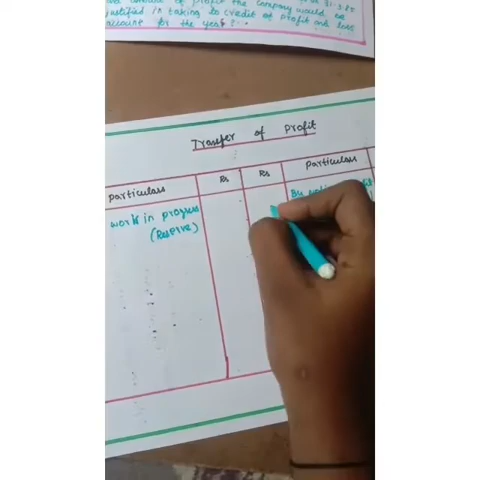 amount of profit the company would be
justified in taking to credit of profit and loss
account for the year? .
Transfer of Profit
particulars Rs Rs particulars
work in progress
(Reserve)
By